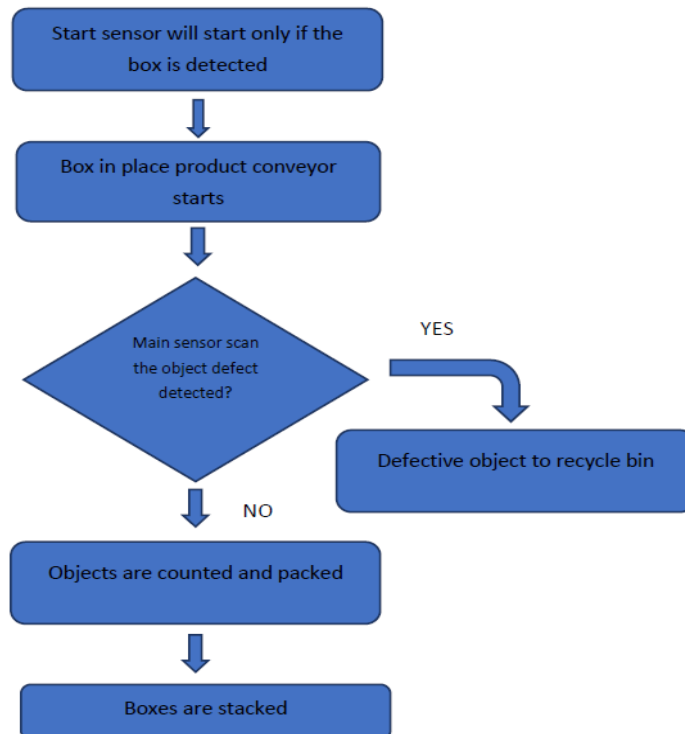 Start sensor will start only if the
box is detected
Box in place product conveyor
starts
Main sensor scan
the object defect
detected?
YES
Defective object to recycle bin
NO
Objects are counted and packed
Boxes are stacked